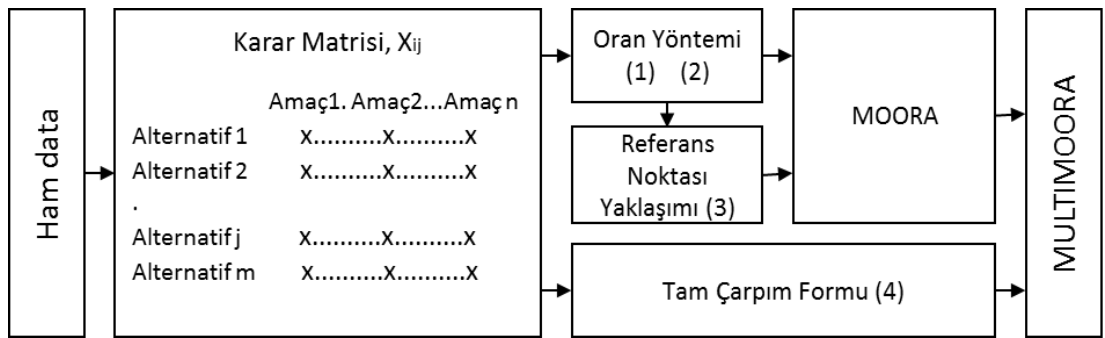 Ham data
Karar Matrisi, Xij
Amaç1. Amaç2...Amaç n
Alternatif 1 X..........X..........X
Alternatif 2 X..........X..........X
.
Alternatif j X..........X..........X
Alternatif m X..........X..........X
Oran Yöntemi
(1) (2)
Referans
Noktası
Yaklaşımı (3)
MOORA
Tam Çarpım Formu (4)
MULTIMOORA